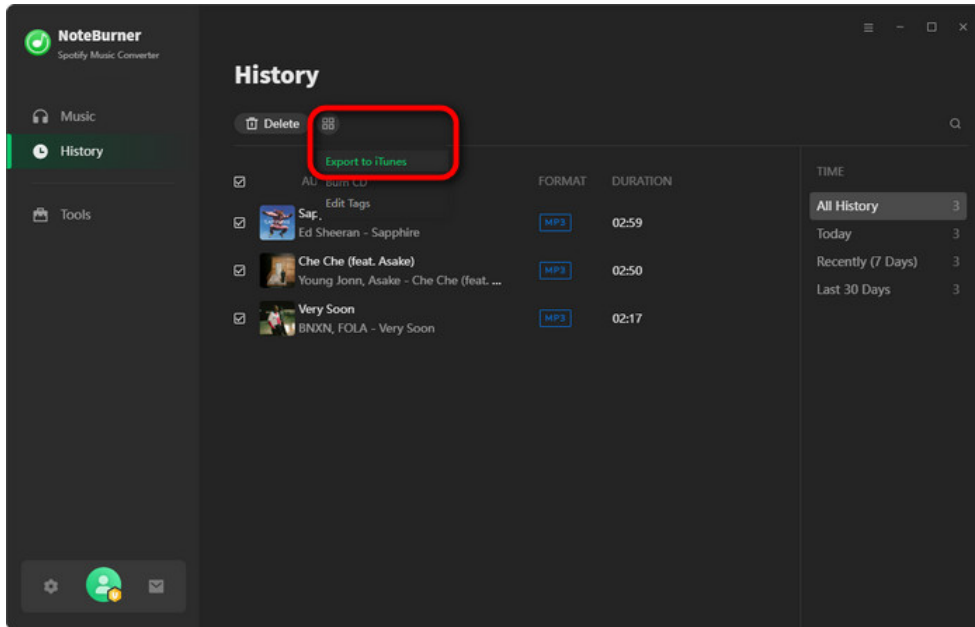 NoteBurner
Spotify Music Converter
Music
History
Tools
History
Delete
Export to iTunes
Burn CD
Edit Tags
FORMAT DURATION
Ed Sheeran - Sapphire
MP3 02:59
Che Che (feat. Asake)
Young Jonn, Asake - Che Che (feat. ...
MP3 02:50
Very Soon
BNXN, FOLA - Very Soon
MP3 02:17
TIME
All History 3
Today 3
Recently (7 Days) 3
Last 30 Days 3